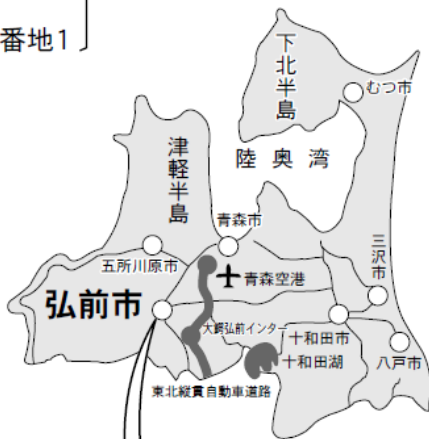 番地1
下北半島
むつ市
陸奥湾
津軽半島
青森市
三沢市
五所川原市
青森空港
弘前市
大鰐弘前インター
十和田市
十和田湖
八戸市
東北縦貫自動車道路